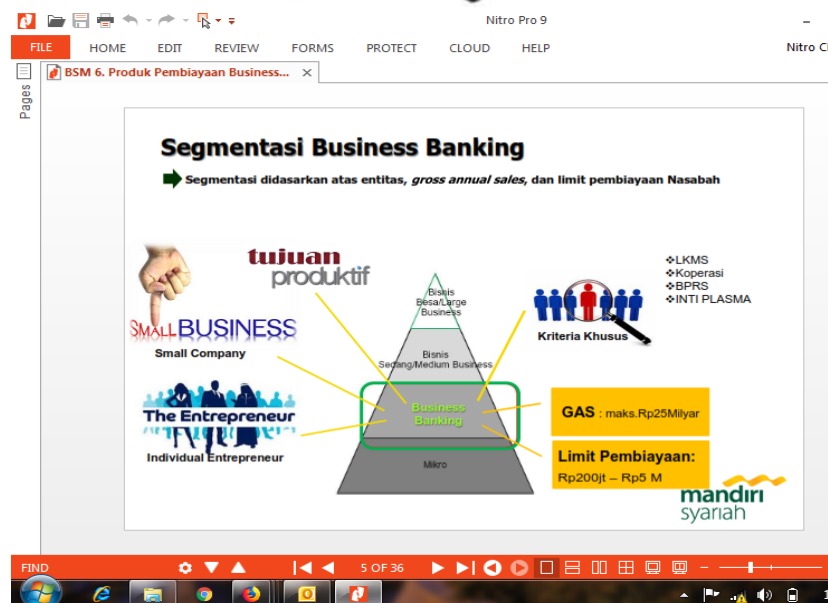 Nitro Pro 9
FILE HOME EDIT REVIEW FORMS PROTECT CLOUD HELP
BSM 6. Produk Pembiayaan Business...
Pages
Segmentasi Business Banking
Segmentasi didasarkan atas entitas, gross annual sales, dan limit pembiayaan Nasabah
tujuan
produktif
SMALLBUSINESS
Small Company
The Entrepreneur
Individual Entrepreneur
Bisnis
Besa/Large
Business
Bisnis
Sedang/Medium Business
Business
Banking
Mikro
Kriteria Khusus
❖LKMS
❖Koperasi
❖BPRS
❖INTI PLASMA
GAS : maks.Rp25Milyar
Limit Pembiayaan:
Rp200jt – Rp5 M
mandiri
syariah
FIND
5 OF 36